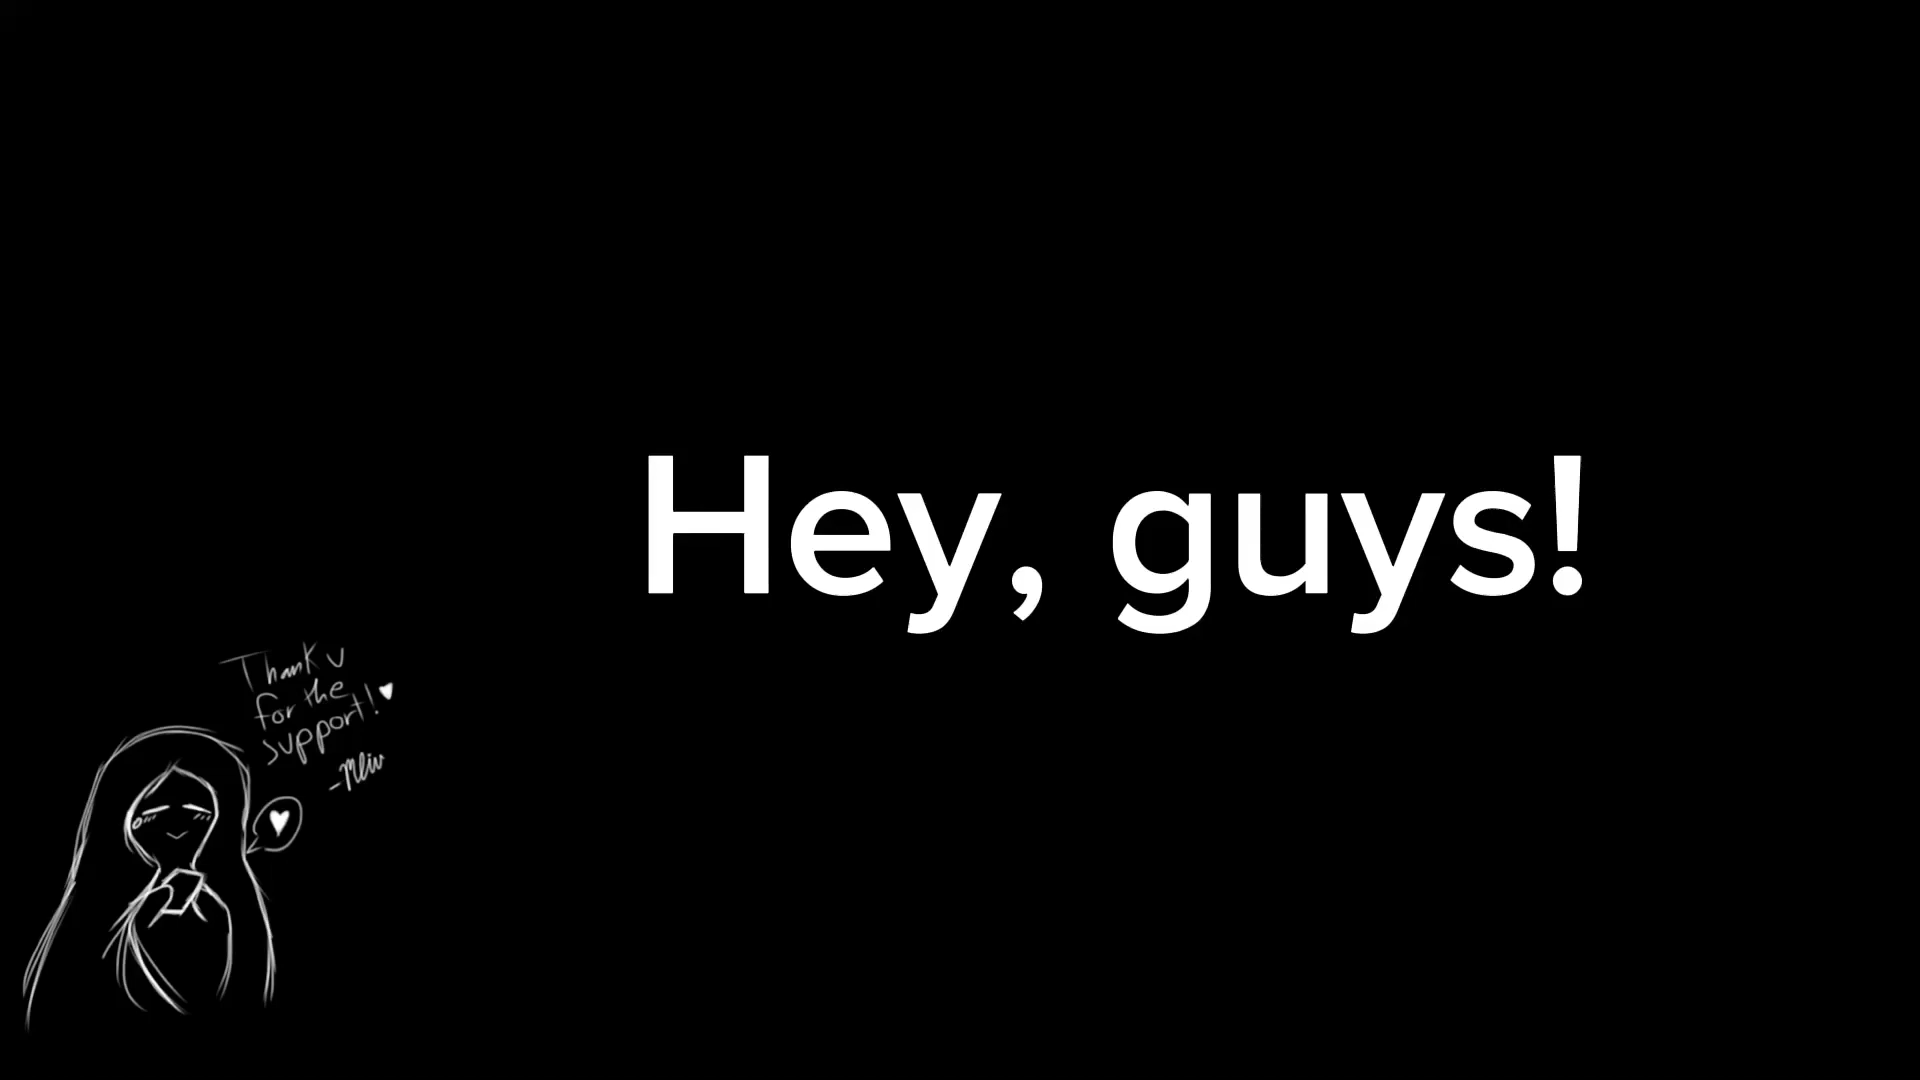 Hey, guys!
Thank u
for the
support!